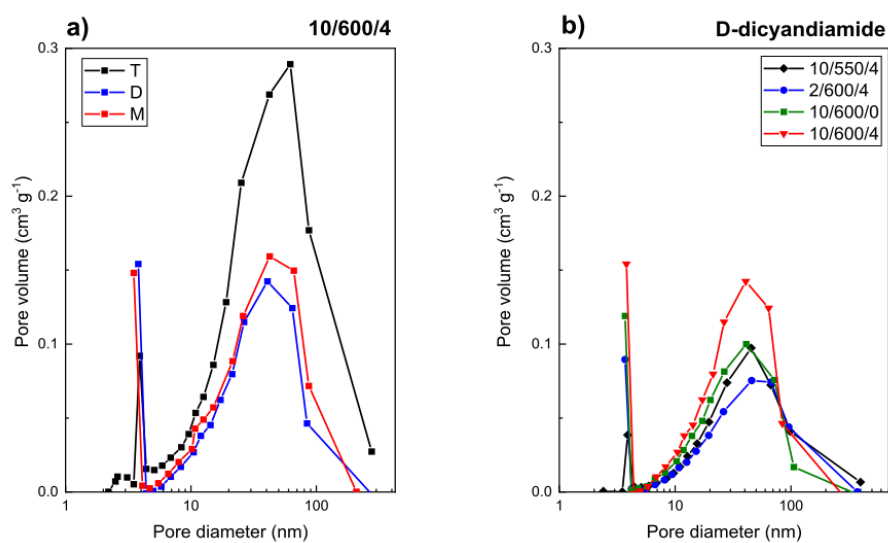 a)
10/600/4
T
D
M
0.3
0.2
0.1
0.0
Pore volume (cm³ g⁻¹)
1
10
100
Pore diameter (nm)
b)
D-dicyandiamide
10/550/4
2/600/4
10/600/0
10/600/4
0.3
0.2
0.1
0.0
Pore volume (cm³ g⁻¹)
1
10
100
Pore diameter (nm)